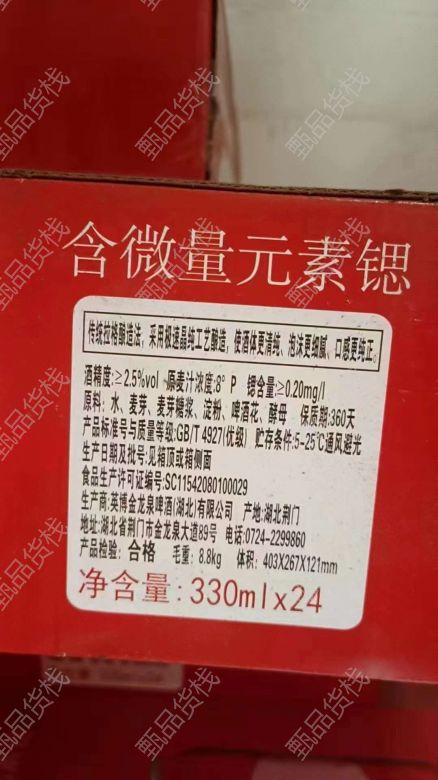 含微量元素锶
传统拉格酿造法，采用极速晶纯工艺酿造，使酒体更清纯、泡沫更细腻、口感更纯正。
酒精度:≥2.5%vol 原麦汁浓度:8° P 锶含量:≥0.20mg/l
原料: 水、麦芽、麦芽糖浆、淀粉、啤酒花、酵母 保质期:360天
产品标准号与质量等级:GB/T 4927(优级) 贮存条件:5-25℃通风避光
生产日期及批号:见箱顶或箱侧面
食品生产许可证编号:SC11542080100029
生产商: 英博金龙泉啤酒(湖北)有限公司 产地:湖北荆门
地址:湖北省荆门市金龙泉大道89号 电话:0724-2299860
产品检验: 合格 毛重: 8.8kg 体积: 403X267X121mm
净含量: 330mlx24
甄品货栈